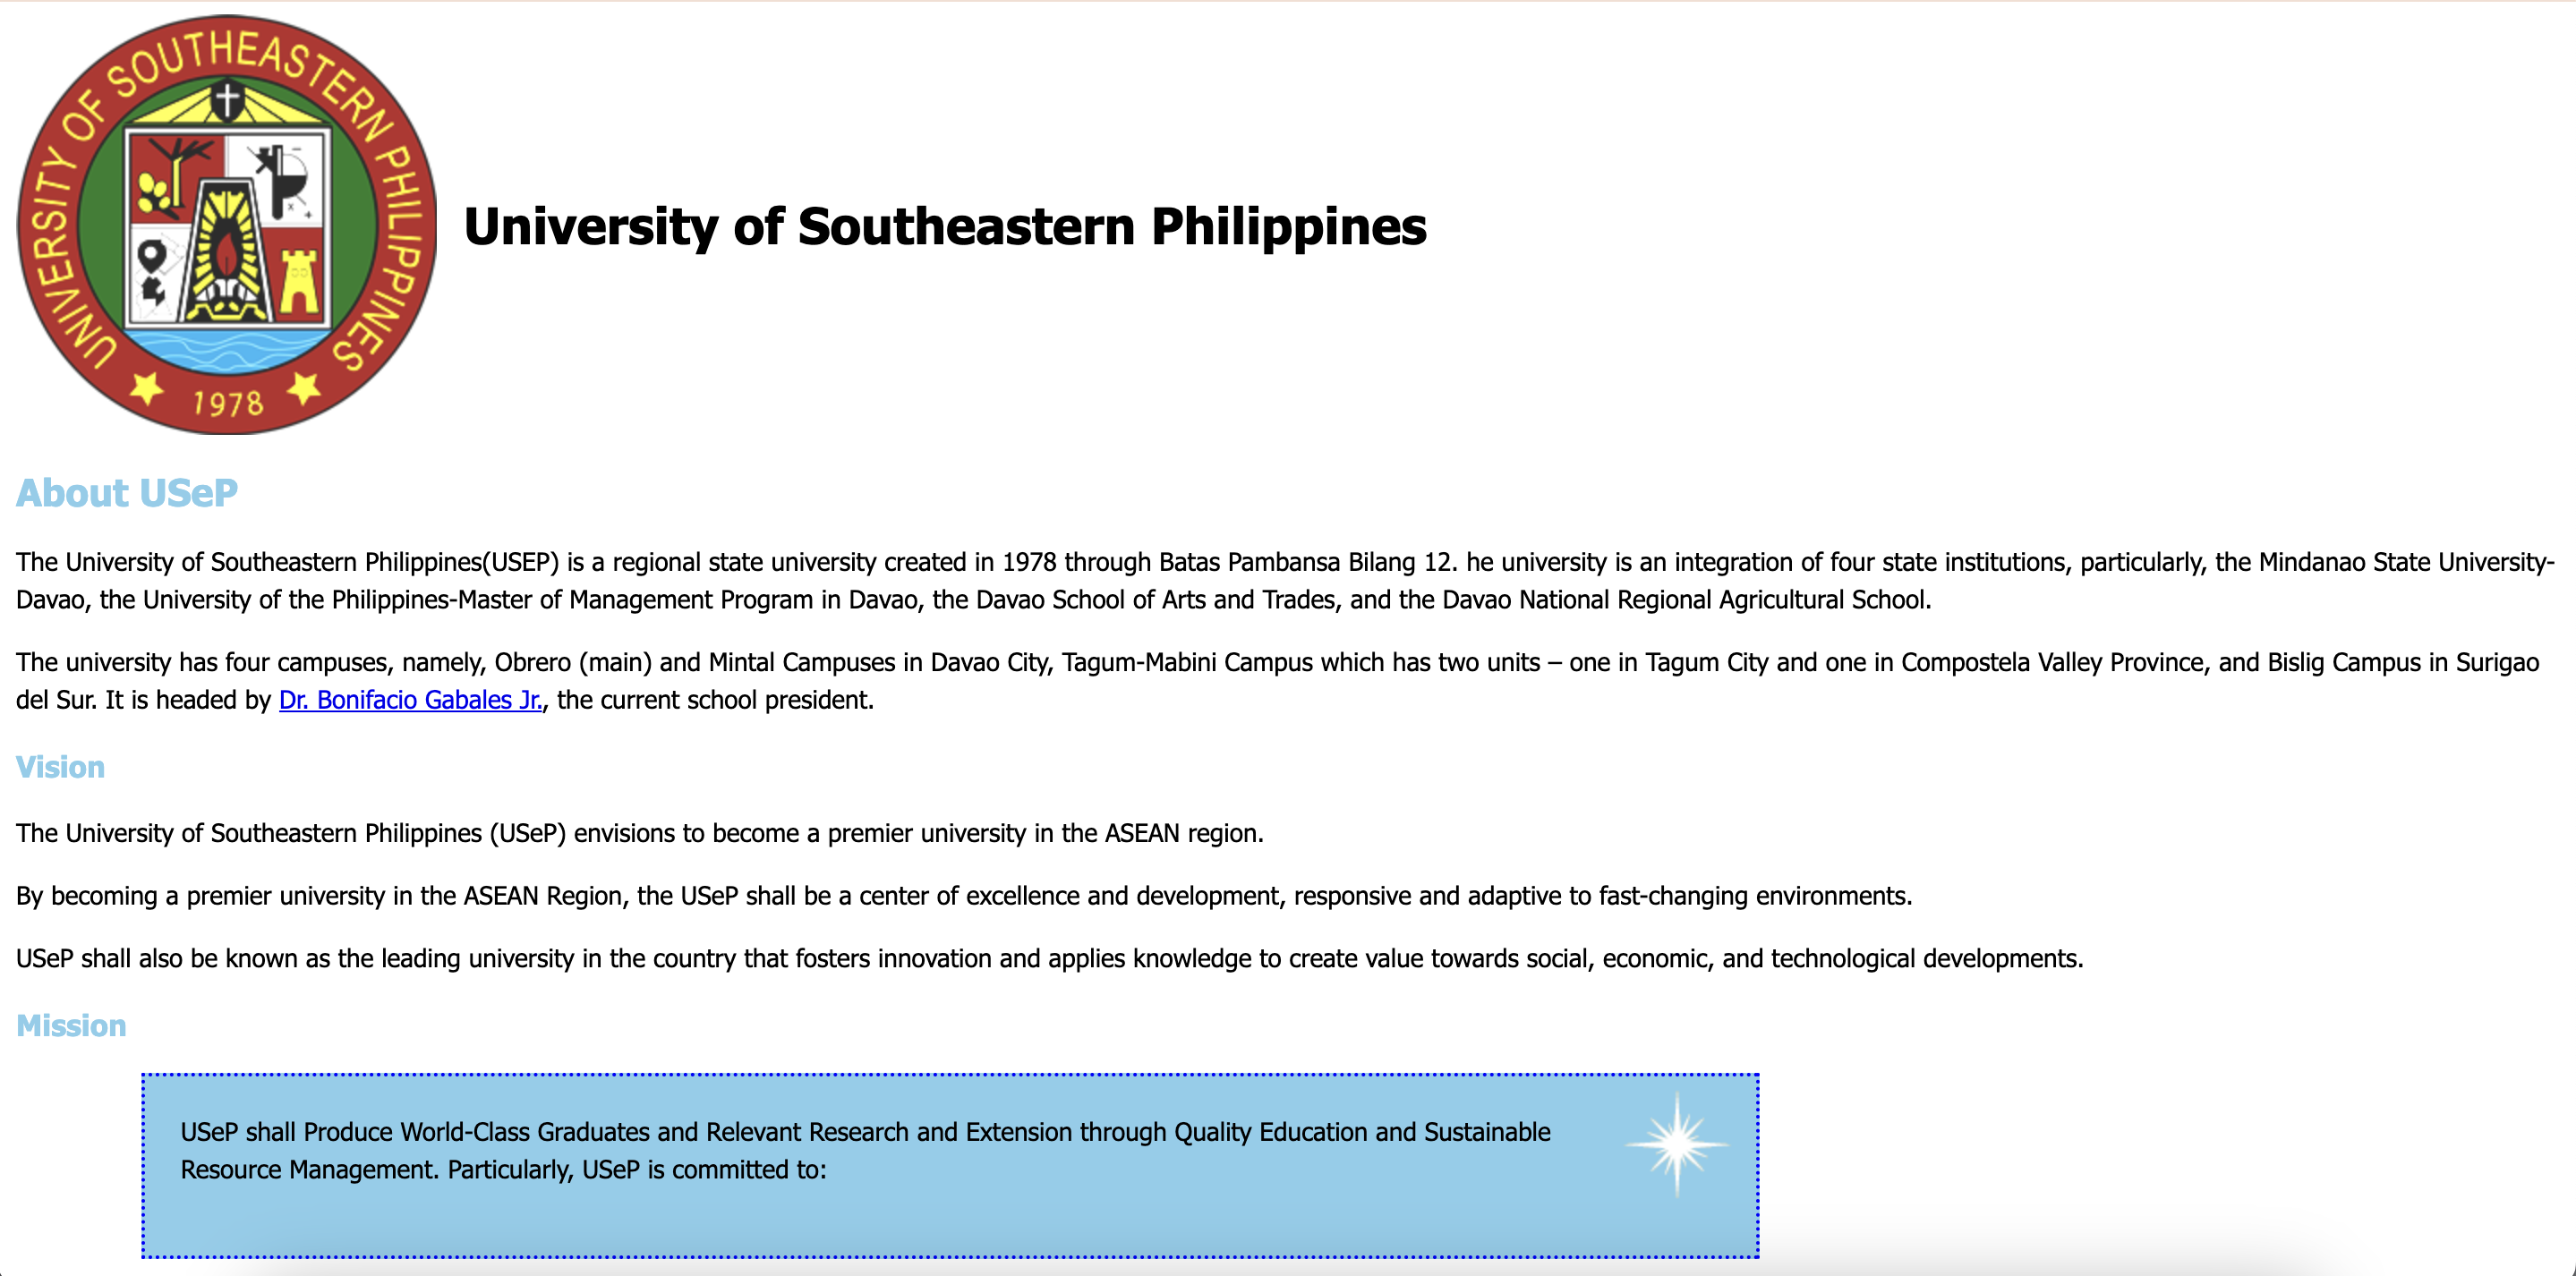 UNIVERSITY OF SOUTHEASTERN PHILIPPINES
1978
University of Southeastern Philippines
About USeP
The University of Southeastern Philippines(USEP) is a regional state university created in 1978 through Batas Pambansa Bilang 12. he university is an integration of four state institutions, particularly, the Mindanao State University-
Davao, the University of the Philippines-Master of Management Program in Davao, the Davao School of Arts and Trades, and the Davao National Regional Agricultural School.
The university has four campuses, namely, Obrero (main) and Mintal Campuses in Davao City, Tagum-Mabini Campus which has two units – one in Tagum City and one in Compostela Valley Province, and Bislig Campus in Surigao
del Sur. It is headed by Dr. Bonifacio Gabales Jr., the current school president.
Vision
The University of Southeastern Philippines (USeP) envisions to become a premier university in the ASEAN region.
By becoming a premier university in the ASEAN Region, the USeP shall be a center of excellence and development, responsive and adaptive to fast-changing environments.
USeP shall also be known as the leading university in the country that fosters innovation and applies knowledge to create value towards social, economic, and technological developments.
Mission
USeP shall Produce World-Class Graduates and Relevant Research and Extension through Quality Education and Sustainable
Resource Management. Particularly, USeP is committed to: